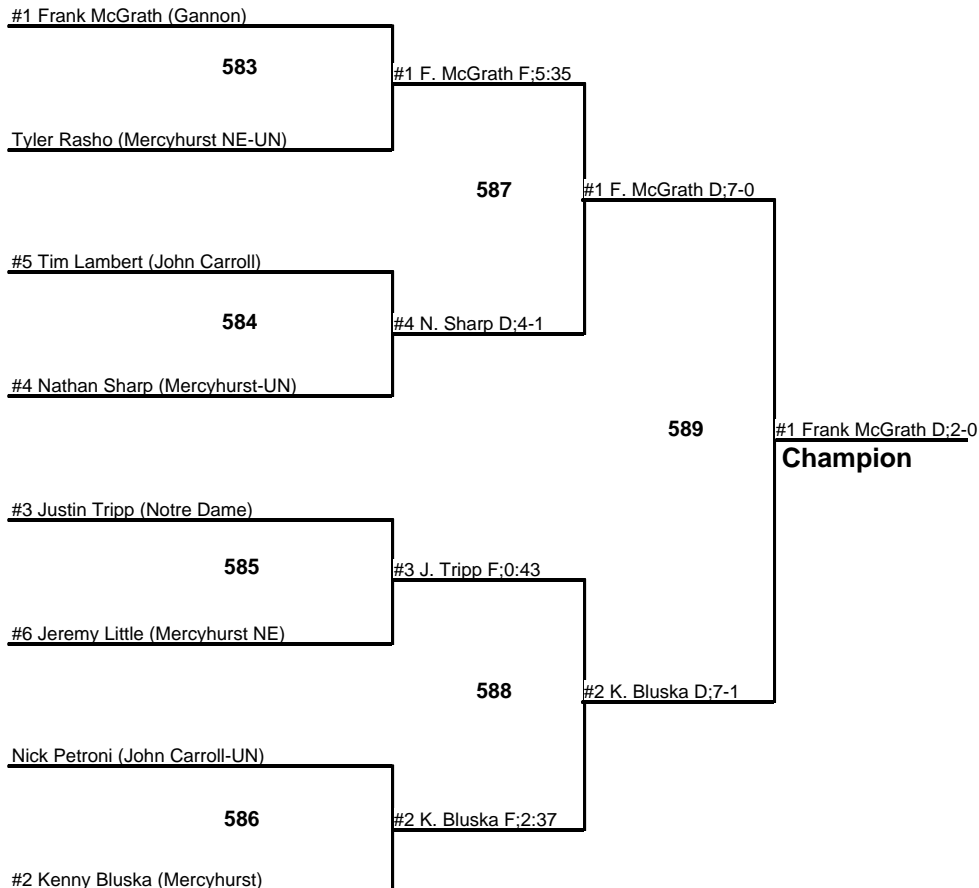 #1 Frank McGrath (Gannon)
583
#1 F. McGrath F;5:35
Tyler Rasho (Mercyhurst NE-UN)
587
#1 F. McGrath D;7-0
#5 Tim Lambert (John Carroll)
584
#4 N. Sharp D;4-1
#4 Nathan Sharp (Mercyhurst-UN)
589
#1 Frank McGrath D;2-0
Champion
#3 Justin Tripp (Notre Dame)
585
#3 J. Tripp F;0:43
#6 Jeremy Little (Mercyhurst NE)
588
#2 K. Bluska D;7-1
Nick Petroni (John Carroll-UN)
586
#2 K. Bluska F;2:37
#2 Kenny Bluska (Mercyhurst)